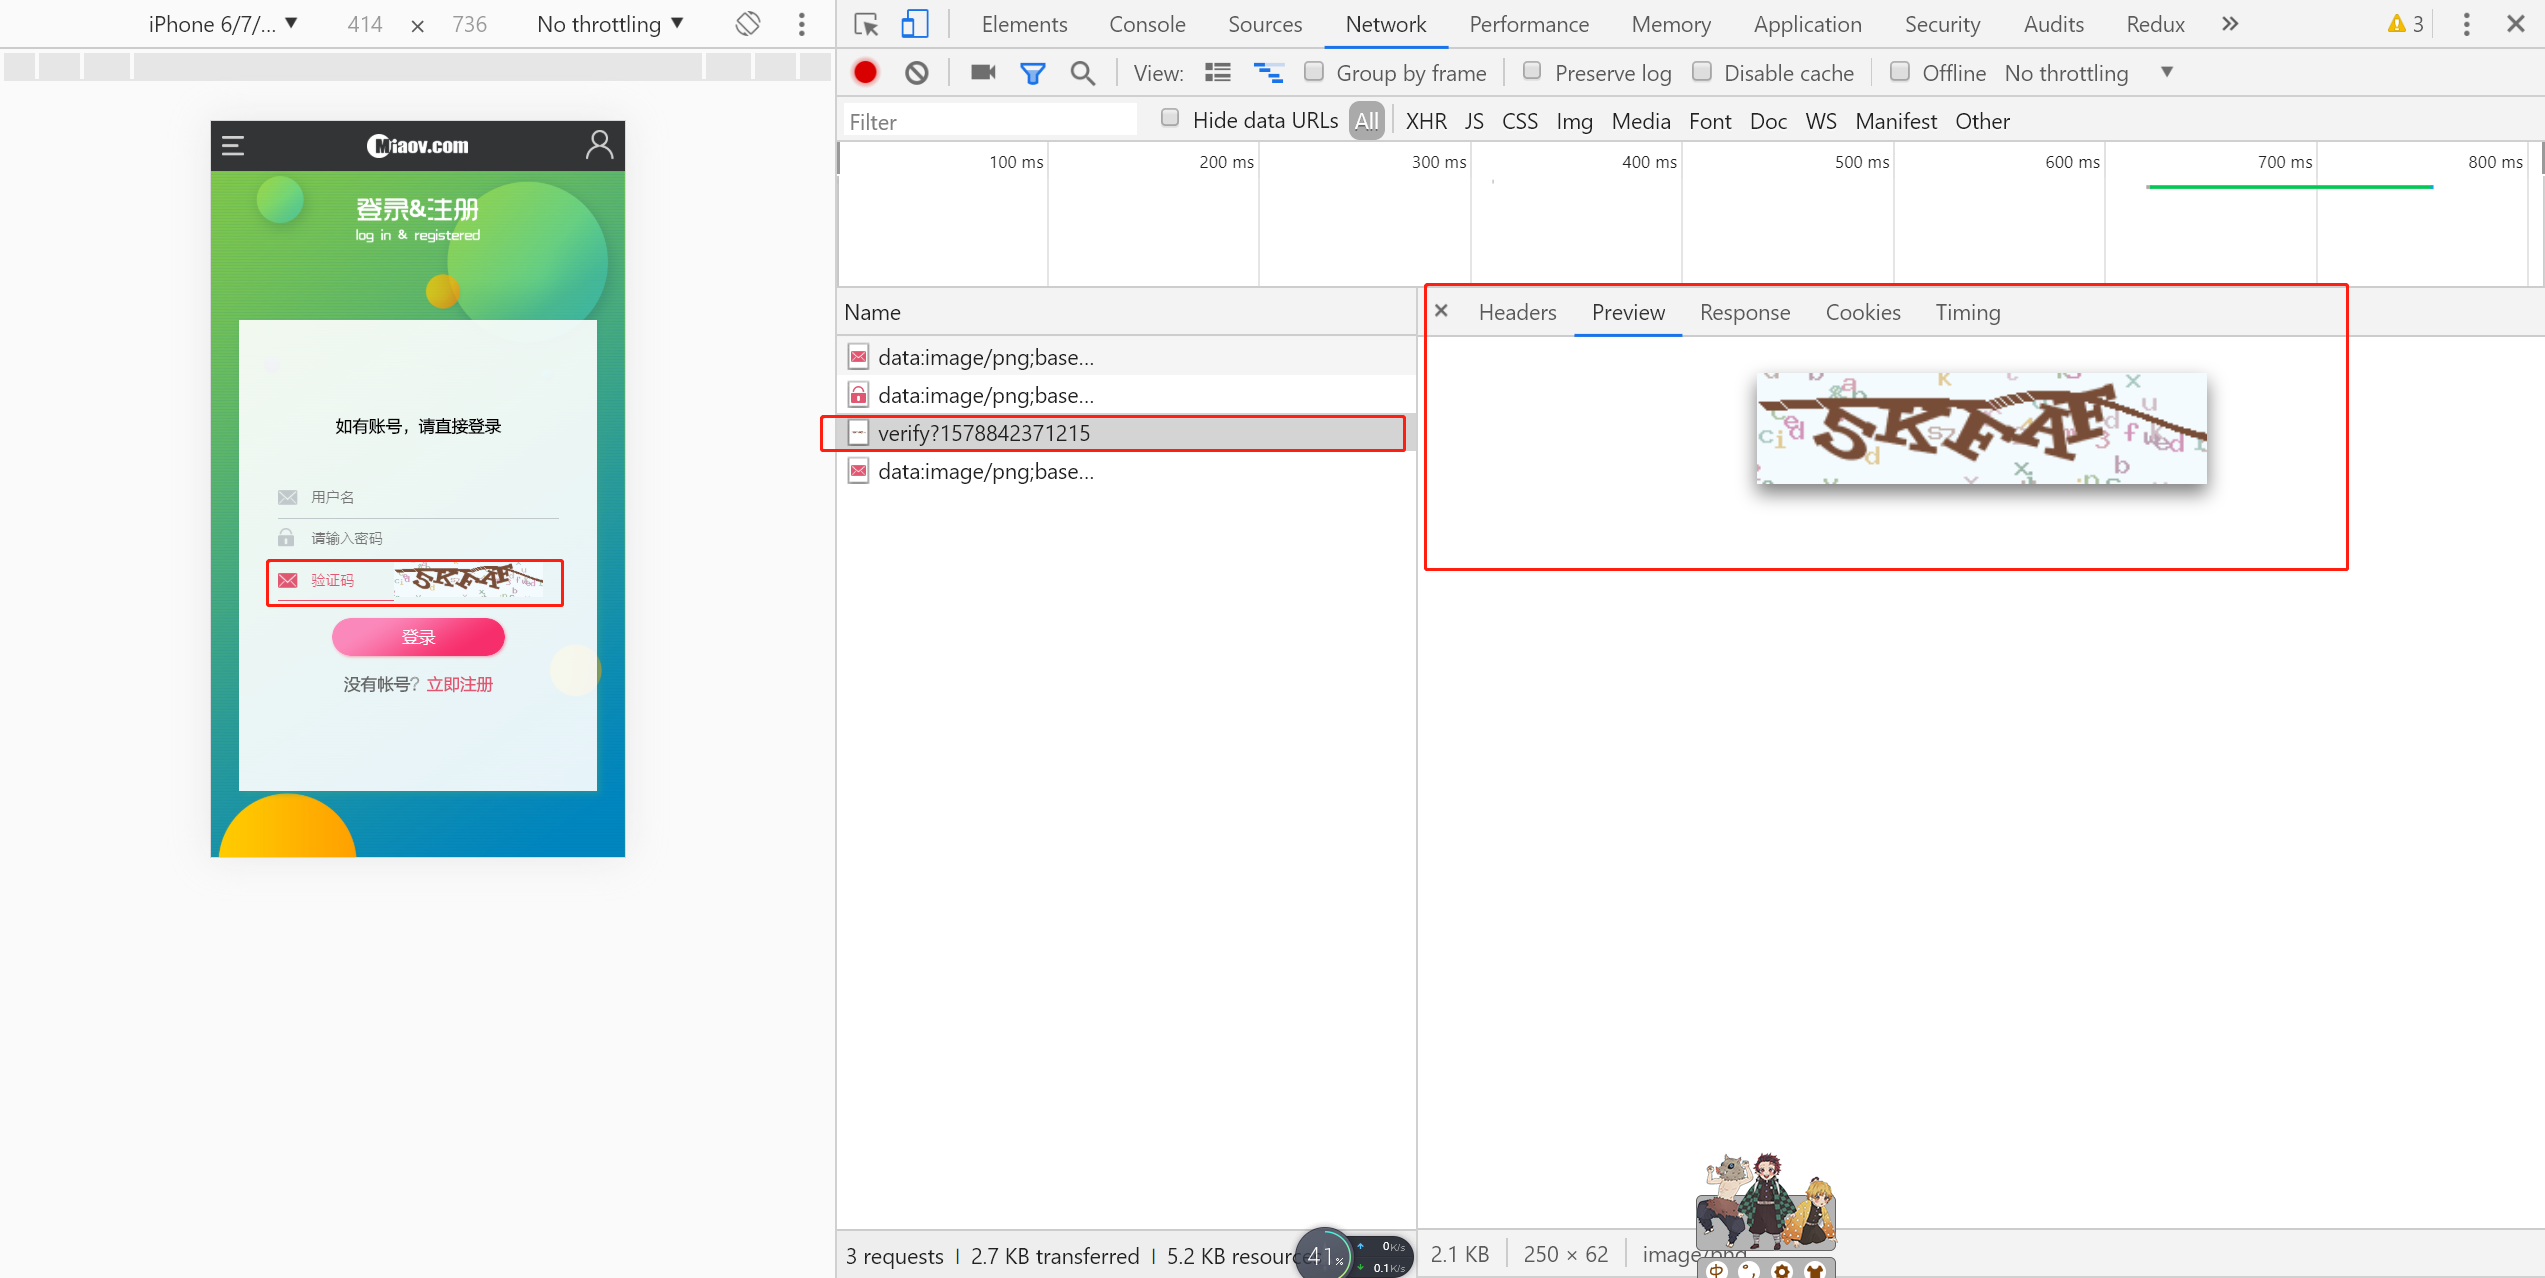 iPhone 6/7/... 414 × 736 No throttling
Miaov.com
登录&注册
log in & registered
如有账号，请直接登录
用户名
请输入密码
验证码 5KFAF
登录
没有帐号？立即注册
Elements Console Sources Network Performance Memory Application Security Audits Redux 3
View: Group by frame Preserve log Disable cache Offline No throttling
Filter Hide data URLs All XHR JS CSS Img Media Font Doc WS Manifest Other
100 ms 200 ms 300 ms 400 ms 500 ms 600 ms 700 ms 800 ms
Name
data:image/png;base...
data:image/png;base...
verify?1578842371215
data:image/png;base...
× Headers Preview Response Cookies Timing
5KFAF
3 requests 2.7 KB transferred 5.2 KB resourc
41% 0K/s
0.1K/s
2.1 KB 250 × 62 image/png
中